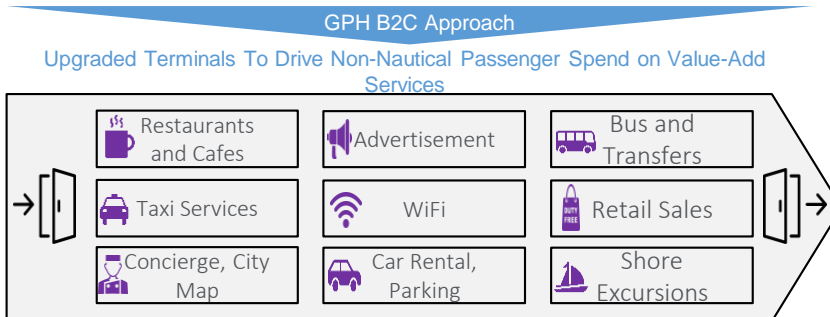 GPH B2C Approach
Upgraded Terminals To Drive Non-Nautical Passenger Spend on Value-Add
Services
Restaurants
and Cafes
Advertisement
Bus and
Transfers
Taxi Services
WiFi
DUTY
FREE
Retail Sales
Concierge, City
Map
Car Rental,
Parking
Shore
Excursions